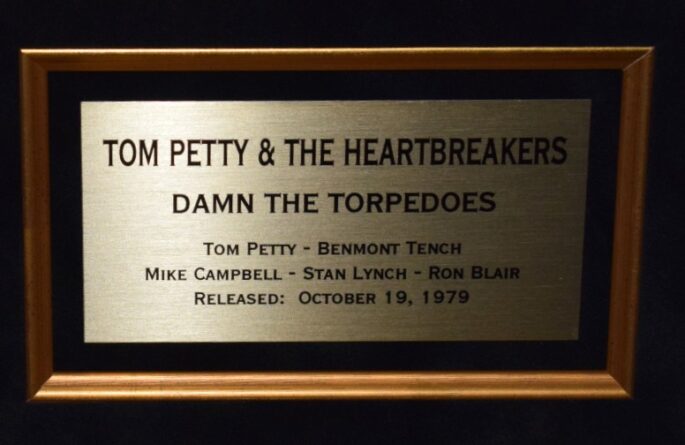 TOM PETTY & THE HEARTBREAKERS
DAMN THE TORPEDOES
TOM PETTY - BENMONT TENCH
MIKE CAMPBELL - STAN LYNCH - RON BLAIR
RELEASED: OCTOBER 19, 1979